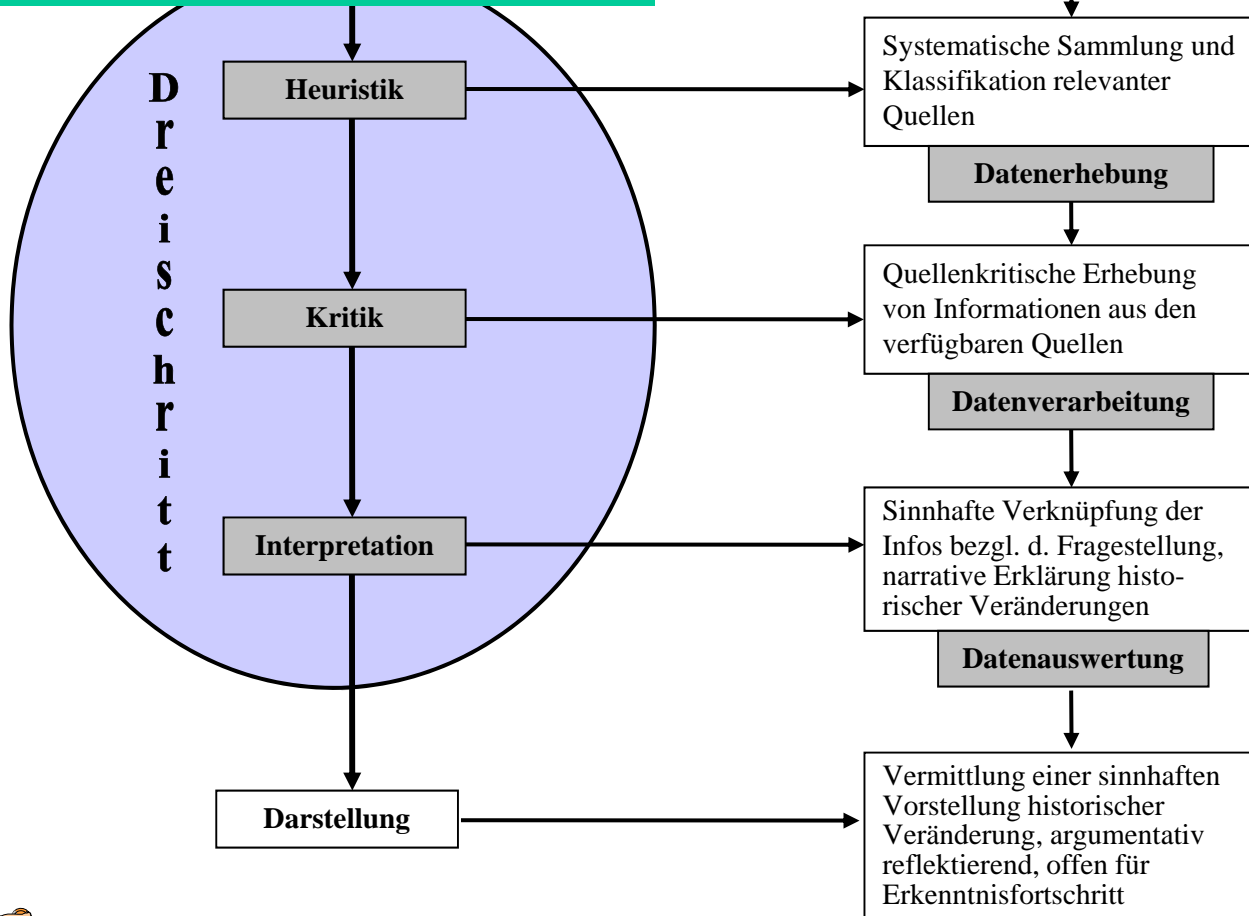 Dreischritt
Heuristik
Systematische Sammlung und
Klassifikation relevanter
Quellen
Datenerhebung
Kritik
Quellenkritische Erhebung
von Informationen aus den
verfügbaren Quellen
Datenverarbeitung
Interpretation
Sinnhafte Verknüpfung der
Infos bezgl. d. Fragestellung,
narrative Erklärung histo-
rischer Veränderungen
Datenauswertung
Darstellung
Vermittlung einer sinnhaften
Vorstellung historischer
Veränderung, argumentativ
reflektierend, offen für
Erkenntnisfortschritt